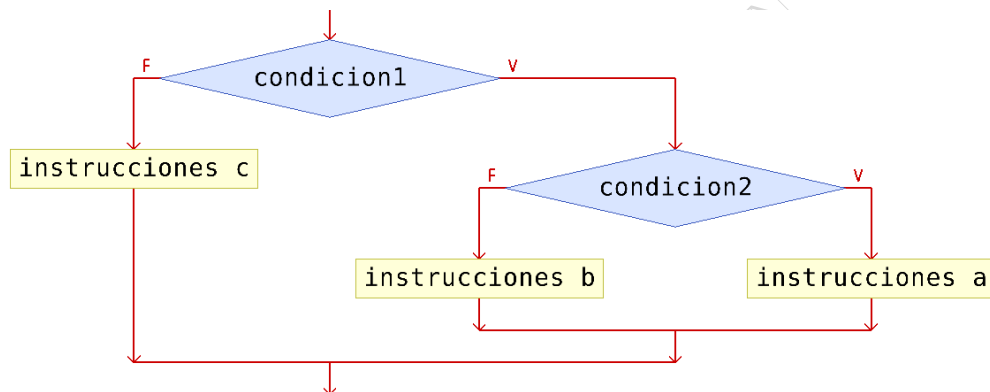 F
condicion1
V
instrucciones c
F
condicion2
V
instrucciones b
instrucciones a